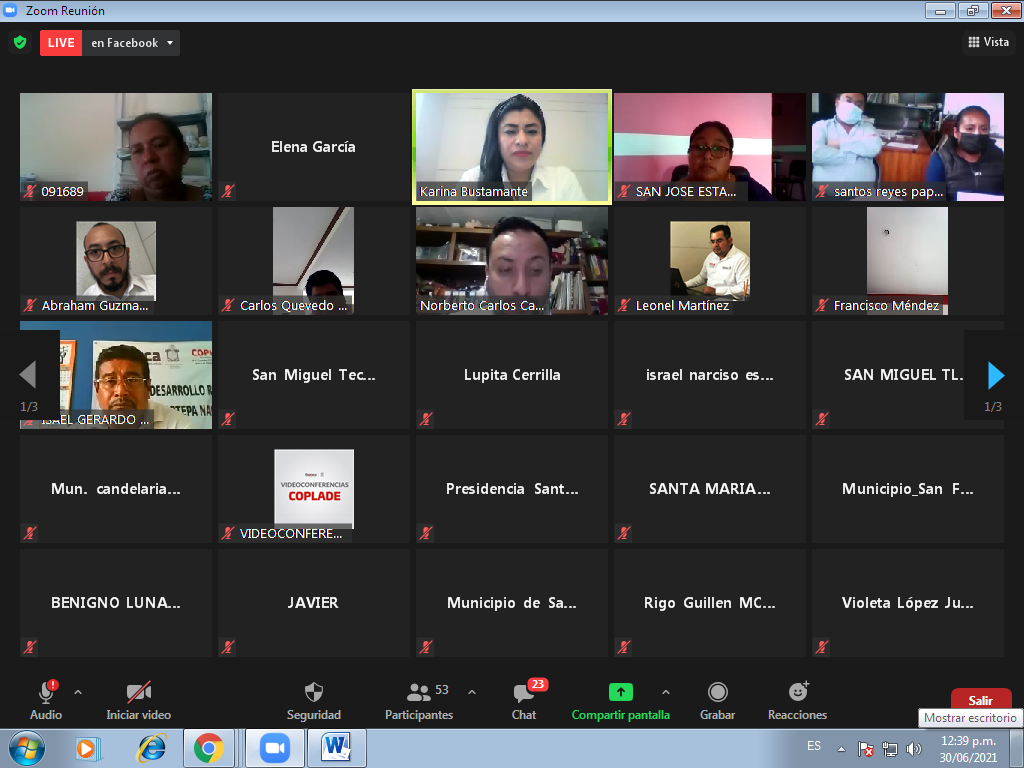 Zoom Reunión
LIVE en Facebook
Vista
091689
Elena García
Karina Bustamante
SAN JOSE ESTA...
santos reyes pap...
Abraham Guzma...
Carlos Quevedo ...
Norberto Carlos Ca...
Leonel Martínez
Francisco Méndez
DESARROLLO
ISAEL GERARDO ...
San Miguel Tec...
Lupita Cerrilla
israel narciso es...
SAN MIGUEL TL.
1/3
1/3
Mun. candelaria...
VIDEOCONFERENCIAS
COPLADE
VIDEOCONFERE...
Presidencia Sant...
SANTA MARIA...
Municipio_San F...
BENIGNO LUNA...
JAVIER
Municipio de Sa...
Rigo Guillen MC...
Violeta López Ju...
Audio
Iniciar video
Seguridad
53
Participantes
23
Chat
Compartir pantalla
Grabar
Reacciones
Salir
Mostrar escritorio
ES
12:39 p.m.
30/06/2021